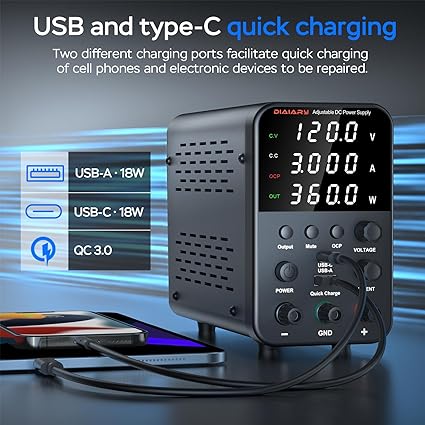 USB and type-C quick charging
Two different charging ports facilitate quick charging
of cell phones and electronic devices to be repaired.
USB-A · 18W
USB-C · 18W
QC 3.0
DIAIARY Adjustable DC Power Supply
C.V 120.0 V
C.C 3.000 A
OCP
OUT 360.0 W
Output Mute OCP VOLTAGE
USB-C
USB-A
POWER
Quick Charge
− GND +